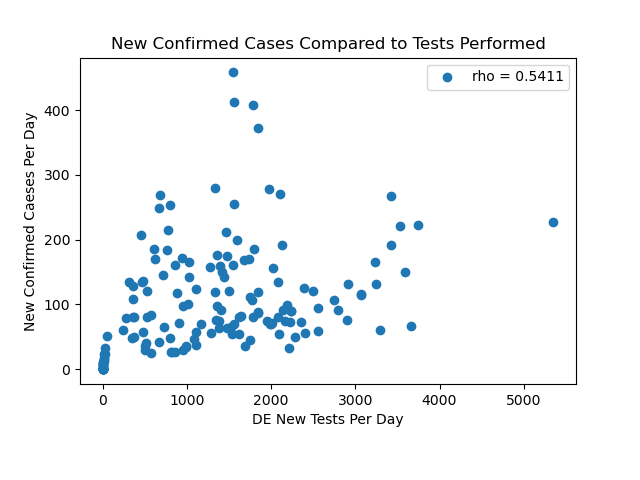 New Confirmed Cases Compared to Tests Performed
rho = 0.5411
New Confirmed Caeses Per Day
400
300
200
100
0
0 1000 2000 3000 4000 5000
DE New Tests Per Day